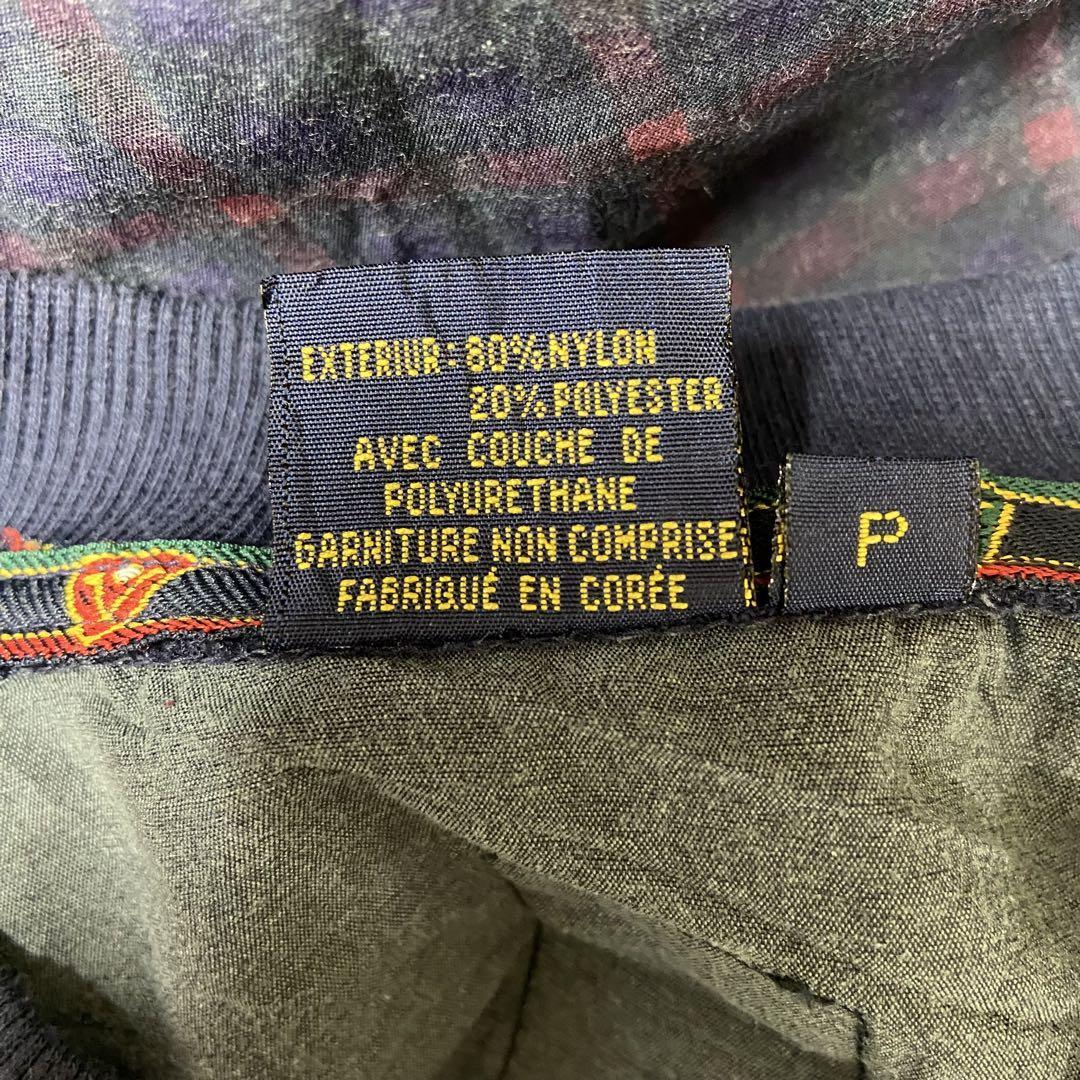 EXTERIUR: 80% NYLON
20% POLYESTER
AVEC COUCHE DE
POLYURETHANE
GARNITURE NON COMPRISE
FABRIQUÉ EN CORÉE
P